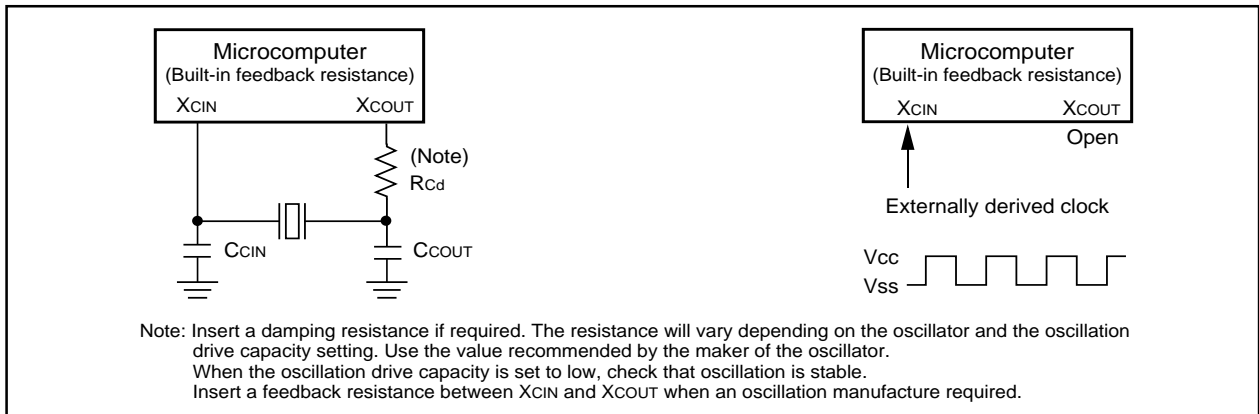 Microcomputer
(Built-in feedback resistance)
XCIN XCOUT
(Note)
RCd
CCIN CCOUT
Microcomputer
(Built-in feedback resistance)
XCIN XCOUT
Open
Externally derived clock
Vcc
Vss
Note: Insert a damping resistance if required. The resistance will vary depending on the oscillator and the oscillation
drive capacity setting. Use the value recommended by the maker of the oscillator.
When the oscillation drive capacity is set to low, check that oscillation is stable.
Insert a feedback resistance between XCIN and XCOUT when an oscillation manufacture required.